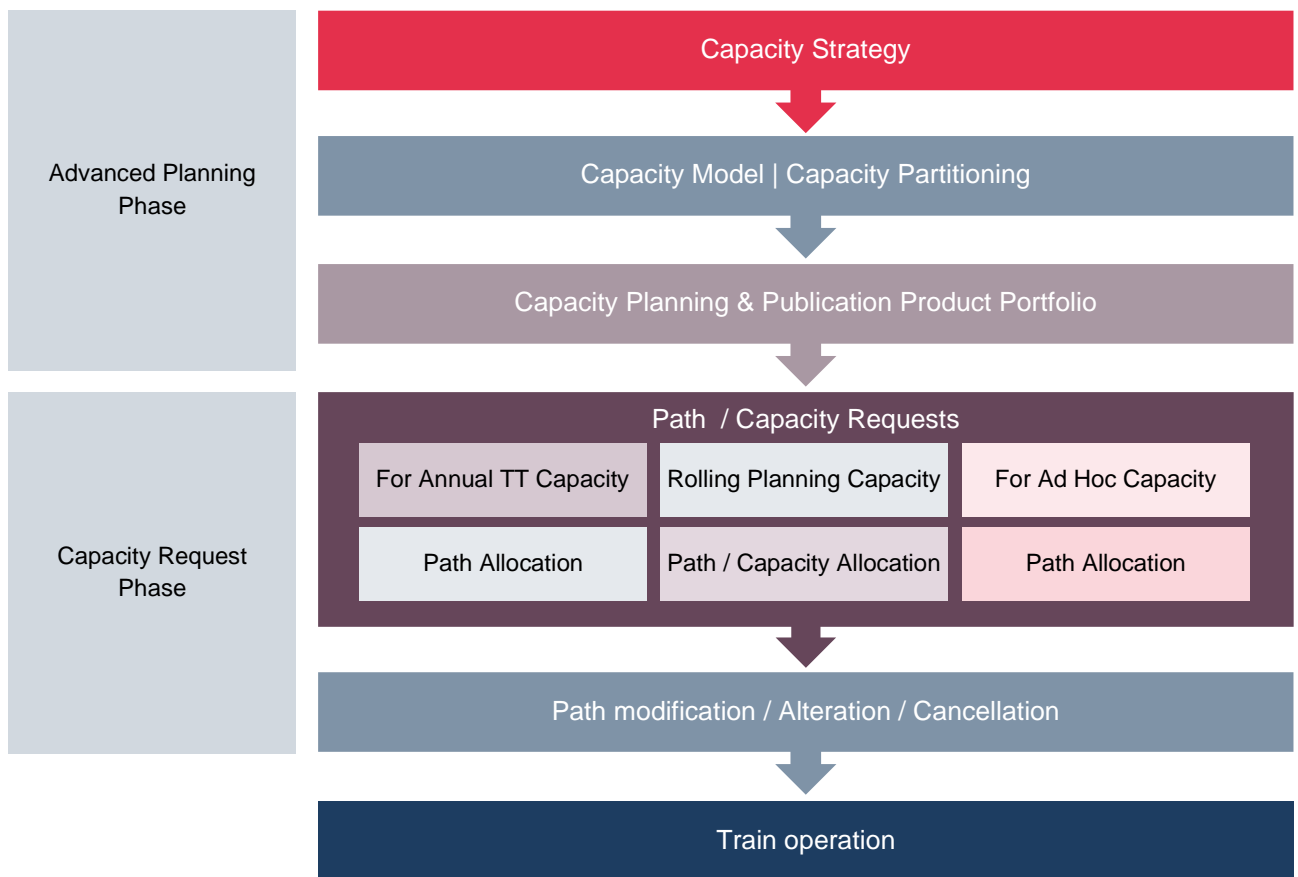 Capacity Strategy
Advanced Planning
Phase
Capacity Model | Capacity Partitioning
Capacity Planning & Publication Product Portfolio
Capacity Request
Phase
Path / Capacity Requests
For Annual TT Capacity
Rolling Planning Capacity
For Ad Hoc Capacity
Path Allocation
Path / Capacity Allocation
Path Allocation
Path modification / Alteration / Cancellation
Train operation